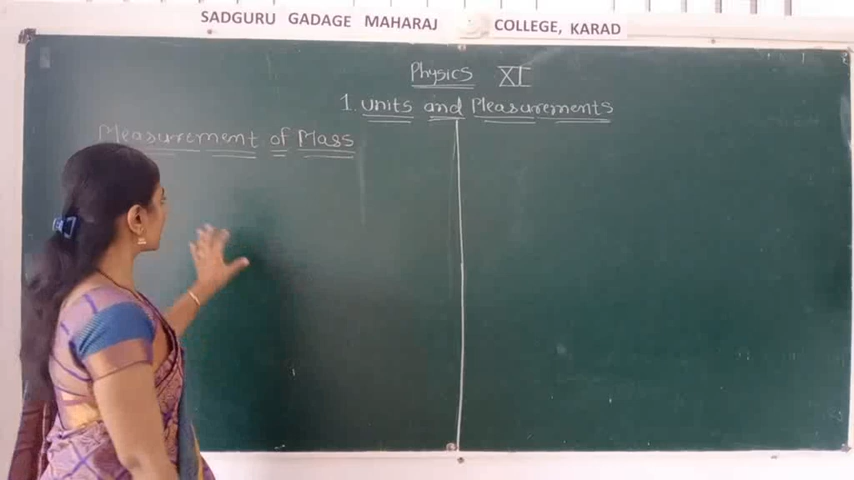 SADGURU GADAGE MAHARAJ COLLEGE, KARAD
Physics XI
1. Units and Measurements
Measurement of Mass